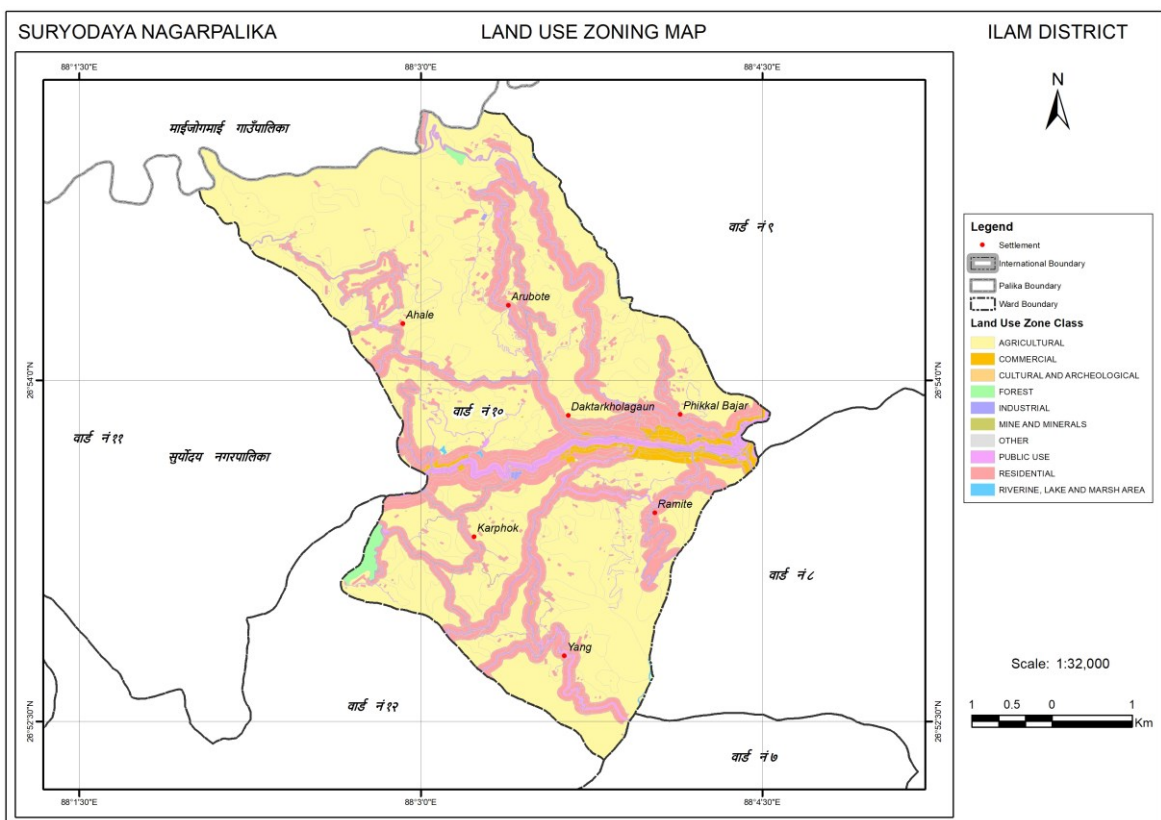 SURYODAYA NAGARPALIKA
LAND USE ZONING MAP
ILAM DISTRICT
88°1'30"E
88°3'0"E
88°4'30"E
N
माईजोगमाई गाउँपालिका
वार्ड नं ९
Legend
Settlement
International Boundary
Palika Boundary
Ward Boundary
Land Use Zone Class
AGRICULTURAL
COMMERCIAL
CULTURAL AND ARCHEOLOGICAL
FOREST
INDUSTRIAL
MINE AND MINERALS
OTHER
PUBLIC USE
RESIDENTIAL
RIVERINE, LAKE AND MARSH AREA
Arubote
Ahale
26°54'0"N
26°54'0"N
वार्ड नं १०
Daktarkholagaun
Phikkal Bajar
वार्ड नं ११
सुर्योदय नगरपालिका
Ramite
Karphok
वार्ड नं ८
Yang
Scale: 1:32,000
1 0.5 0 1
Km
वार्ड नं १२
26°52'30"N
26°52'30"N
वार्ड नं ७
88°1'30"E
88°3'0"E
88°4'30"E